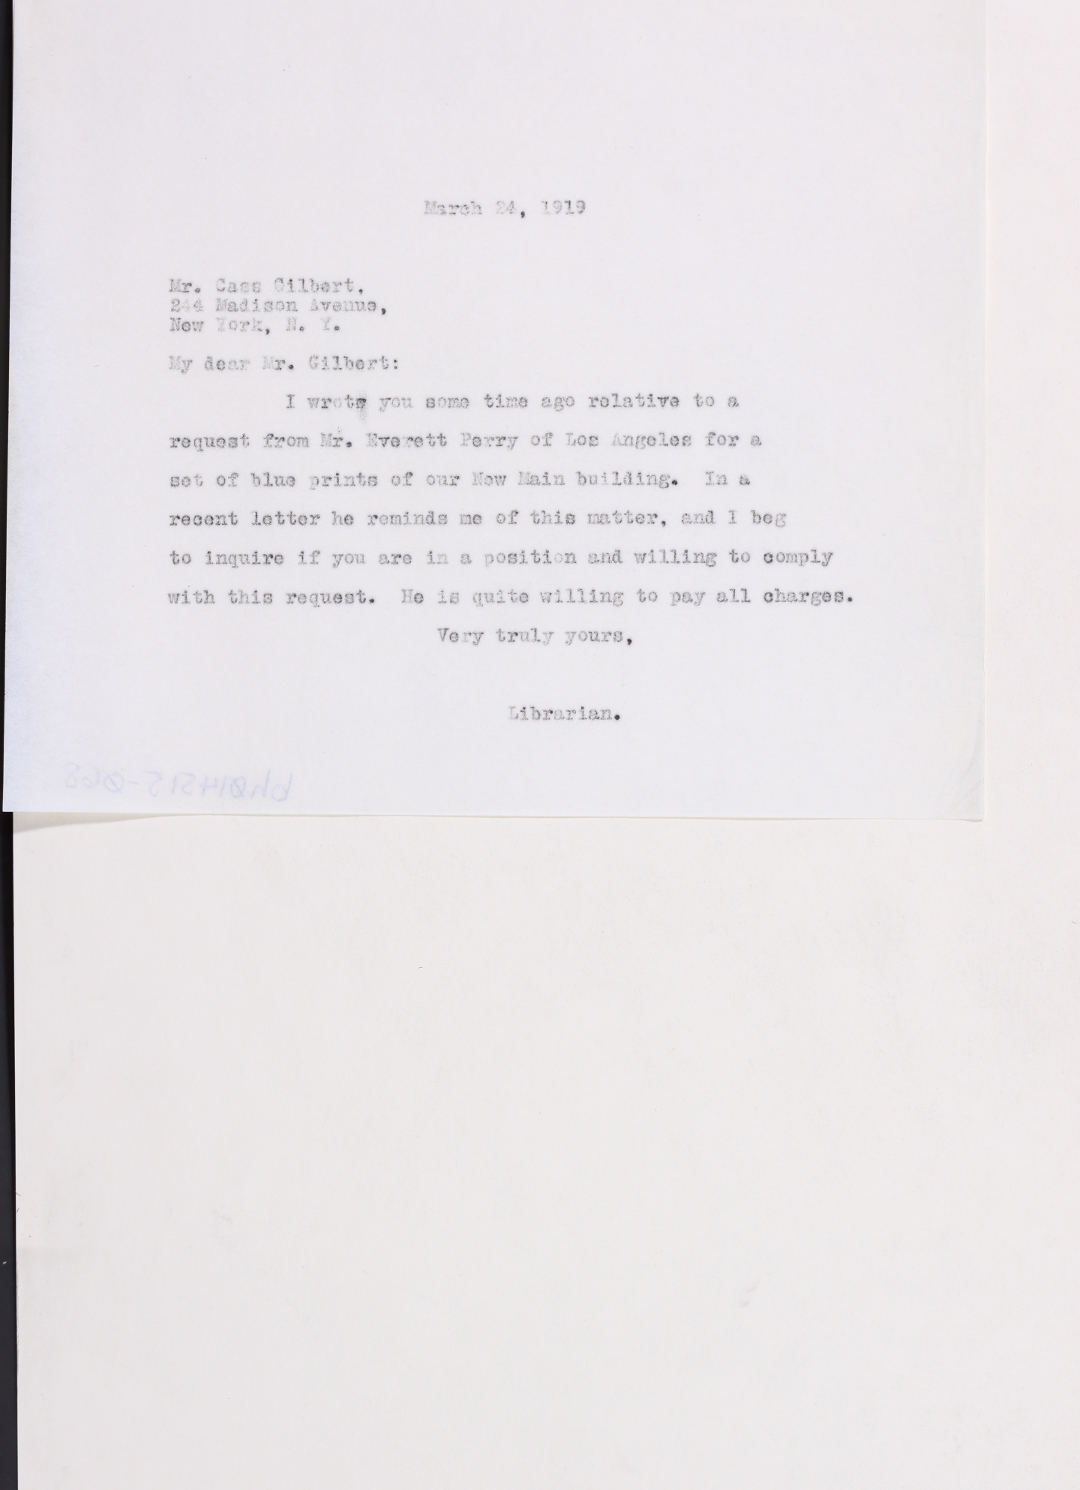 March 24, 1919
Mr. Cass Gilbert,
244 Madison Avenue,
New York, N. Y.
My dear Mr. Gilbert:
I wrote you some time ago relative to a
request from Mr. Everett Perry of Los Angeles for a
set of blue prints of our New Main building. In a
recent letter he reminds me of this matter, and I beg
to inquire if you are in a position and willing to comply
with this request. He is quite willing to pay all charges.
Very truly yours,
Librarian.